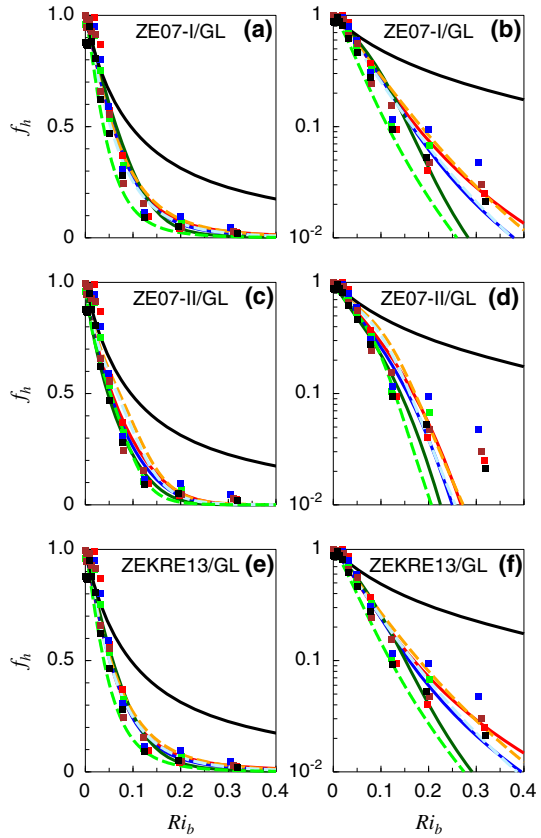 ZE07-I/GL (a)
1.0
0.5
0
f_h
ZE07-I/GL (b)
1
0.1
10^-2
ZE07-II/GL (c)
1.0
0.5
0
f_h
ZE07-II/GL (d)
1
0.1
10^-2
ZEKRE13/GL (e)
1.0
0.5
0
f_h
0 0.1 0.2 0.3 0.4
Ri_b
ZEKRE13/GL (f)
1
0.1
10^-2
0 0.1 0.2 0.3 0.4
Ri_b